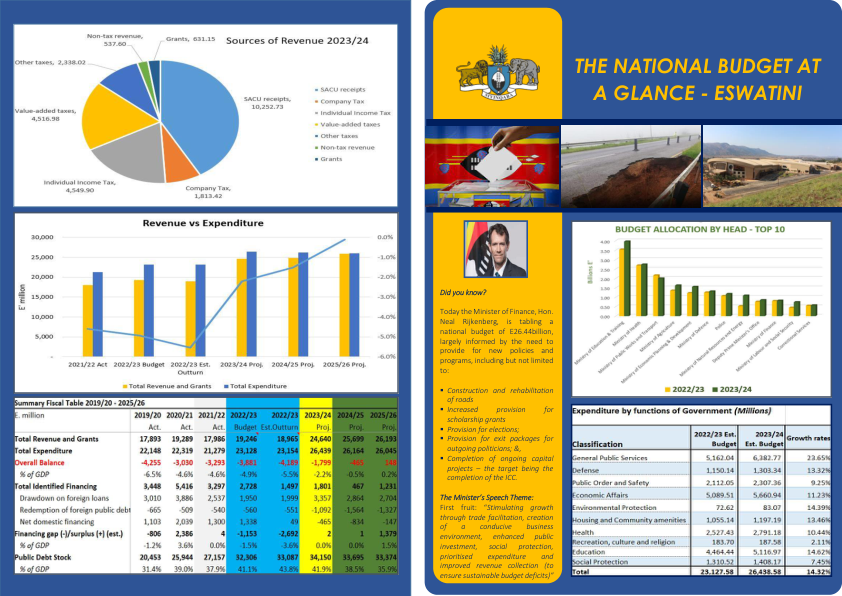 Sources of Revenue 2023/24
Non-tax revenue,
537.60
Grants, 631.15
Other taxes, 2,338.02
Value-added taxes,
4,516.98
SACU receipts,
10,252.73
Individual Income Tax,
4,549.90
Company Tax,
1,813.42
SACU receipts
Company Tax
Individual Income Tax
Value-added taxes
Other taxes
Non-tax revenue
Grants
Revenue vs Expenditure
E' million
30,000
25,000
20,000
15,000
10,000
5,000
-
0.0%
-1.0%
-2.0%
-3.0%
-4.0%
-5.0%
-6.0%
2021/22 Act 2022/23 Budget 2022/23 Est. Outturn 2023/24 Proj. 2024/25 Proj. 2025/26 Proj.
Total Revenue and Grants Total Expenditure
Summary Fiscal Table 2019/20 - 2025/26
E. million 2019/20 2020/21 2021/22 2022/23 2022/23 2023/24 2024/25 2025/26
Act. Act. Act. Budget Est.Outturn Proj. Proj. Proj.
Total Revenue and Grants 17,893 19,289 17,986 19,246 18,965 24,640 25,699 26,193
Total Expenditure 22,148 22,319 21,279 23,128 23,154 26,439 26,164 26,045
Overall Balance -4,255 -3,030 -3,293 -3,881 -4,189 -1,799 -465 148
% of GDP -6.5% -4.6% -4.6% -4.9% -5.5% -2.2% -0.5% 0.2%
Total Identified Financing 3,448 5,416 3,297 2,728 1,497 1,801 467 1,231
Drawdown on foreign loans 3,010 3,886 2,537 1,950 1,999 3,357 2,864 2,704
Redemption of foreign public debt -665 -509 -540 -560 -551 -1,092 -1,564 -1,327
Net domestic financing 1,103 2,039 1,300 1,338 49 -465 -834 -147
Financing gap (-)/surplus (+) (est.) -806 2,386 4 -1,153 -2,692 2 1 1,379
% of GDP -1.2% 3.6% 0.0% 1.5% 3.6% 0.0% 0.0% 1.5%
Public Debt Stock 20,453 25,944 27,157 32,306 33,087 34,150 33,695 33,374
% of GDP 31.4% 39.0% 37.9% 41.1% 43.8% 41.9% 38.5% 35.9%
THE NATIONAL BUDGET AT
A GLANCE - ESWATINI
Did you know?
Today the Minister of Finance, Hon.
Neal Rijkenberg, is tabling a
national budget of E26.44billion,
largely informed by the need to
provide for new policies and
programs, including but not limited
to:
Construction and rehabilitation
of roads
Increased provision for
scholarship grants
Provision for elections;
Provision for exit packages for
outgoing politicians; &,
Completion of ongoing capital
projects – the target being the
completion of the ICC.
The Minister's Speech Theme:
First fruit: "Stimulating growth
through trade facilitation, creation
of a conducive business
environment, enhanced public
investment, social protection,
prioritised expenditure and
improved revenue collection (to
ensure sustainable budget deficits)"
BUDGET ALLOCATION BY HEAD - TOP 10
Billions E'
4.00
3.50
3.00
2.50
2.00
1.50
1.00
0.50
0.00
Ministry of Education & Training
Ministry of Health
Ministry of Public Works and Transport
Ministry of Agriculture
Ministry of Economic Planning & Development
Ministry of Defence
Police
Ministry of Natural Resources and Energy
Deputy Prime Minister's Office
Ministry of Finance
Ministry of Labour and Social Security
Correctional Services
2022/23 2023/24
Expenditure by functions of Government (Millions)
Classification 2022/23 Est. Budget 2023/24 Est. Budget Growth rates
General Public Services 5,162.04 6,382.77 23.65%
Defense 1,150.14 1,303.34 13.32%
Public Order and Safety 2,112.05 2,307.36 9.25%
Economic Affairs 5,089.51 5,660.94 11.23%
Environmental Protection 72.62 83.07 14.39%
Housing and Community amenities 1,055.14 1,197.19 13.46%
Health 2,527.43 2,791.18 10.44%
Recreation, culture and religion 183.70 187.58 2.11%
Education 4,464.44 5,116.97 14.62%
Social Protection 1,310.52 1,408.17 7.45%
Total 23,127.58 26,438.58 14.32%